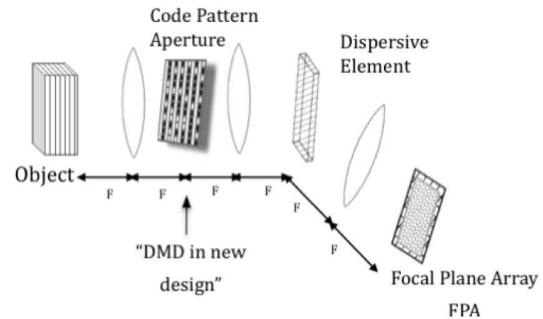 Code Pattern
Aperture
Dispersive
Element
Object
F
F
F
F
F
F
“DMD in new
design”
Focal Plane Array
FPA